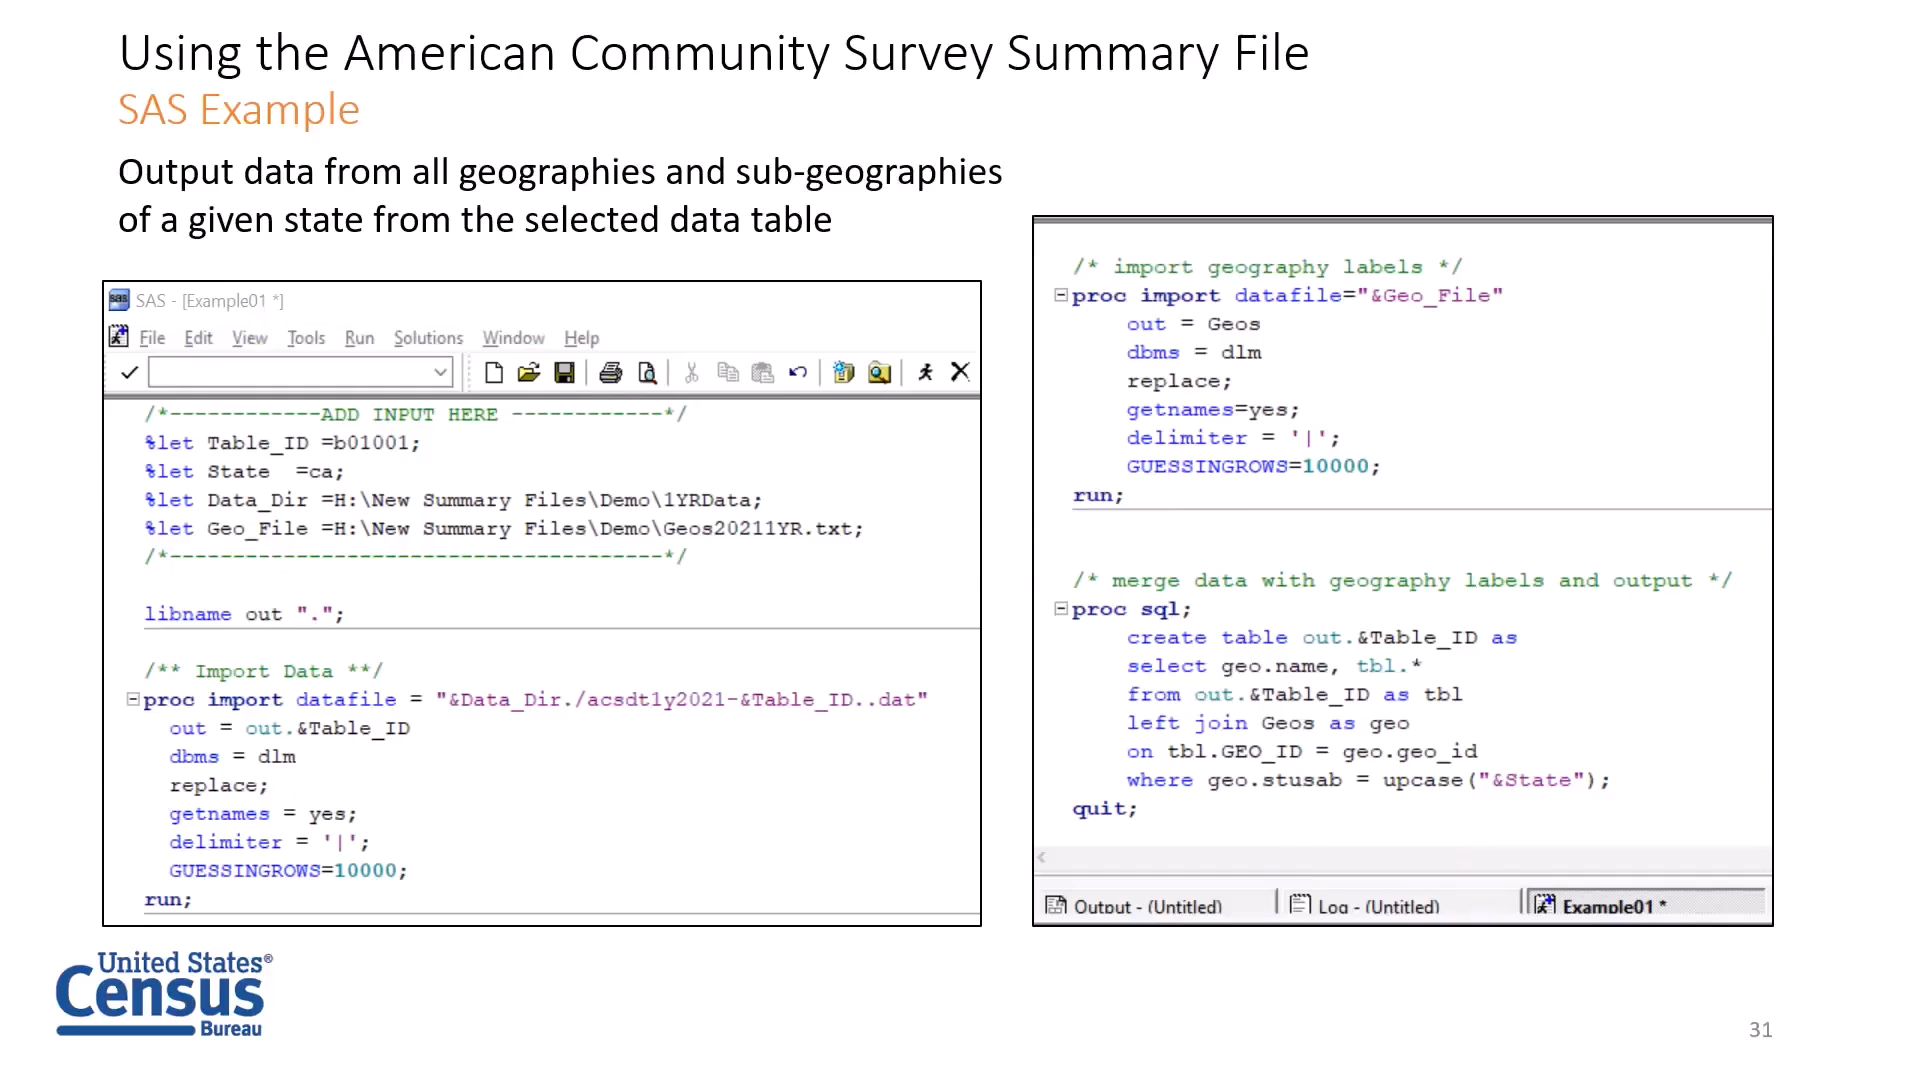 Using the American Community Survey Summary File
SAS Example
Output data from all geographies and sub-geographies
of a given state from the selected data table
SAS - [Example01 *]
File Edit View Tools Run Solutions Window Help
/*------------ADD INPUT HERE ------------*/
%let Table_ID =b01001;
%let State  =ca;
%let Data_Dir =H:\New Summary Files\Demo\1YRData;
%let Geo_File =H:\New Summary Files\Demo\Geos20211YR.txt;
/*---------------------------------------*/
libname out ".";
/** Import Data **/
proc import datafile = "&Data_Dir./acsdt1y2021-&Table_ID..dat"
out = out.&Table_ID
dbms = dlm
replace;
getnames = yes;
delimiter = '|';
GUESSINGROWS=10000;
run;
/* import geography labels */
proc import datafile="&Geo_File"
out = Geos
dbms = dlm
replace;
getnames=yes;
delimiter = '|';
GUESSINGROWS=10000;
run;
/* merge data with geography labels and output */
proc sql;
create table out.&Table_ID as
select geo.name, tbl.*
from out.&Table_ID as tbl
left join Geos as geo
on tbl.GEO_ID = geo.geo_id
where geo.stusab = upcase("&State");
quit;
Output - (Untitled) Log - (Untitled) Example01 *
United States®
Census
Bureau
31